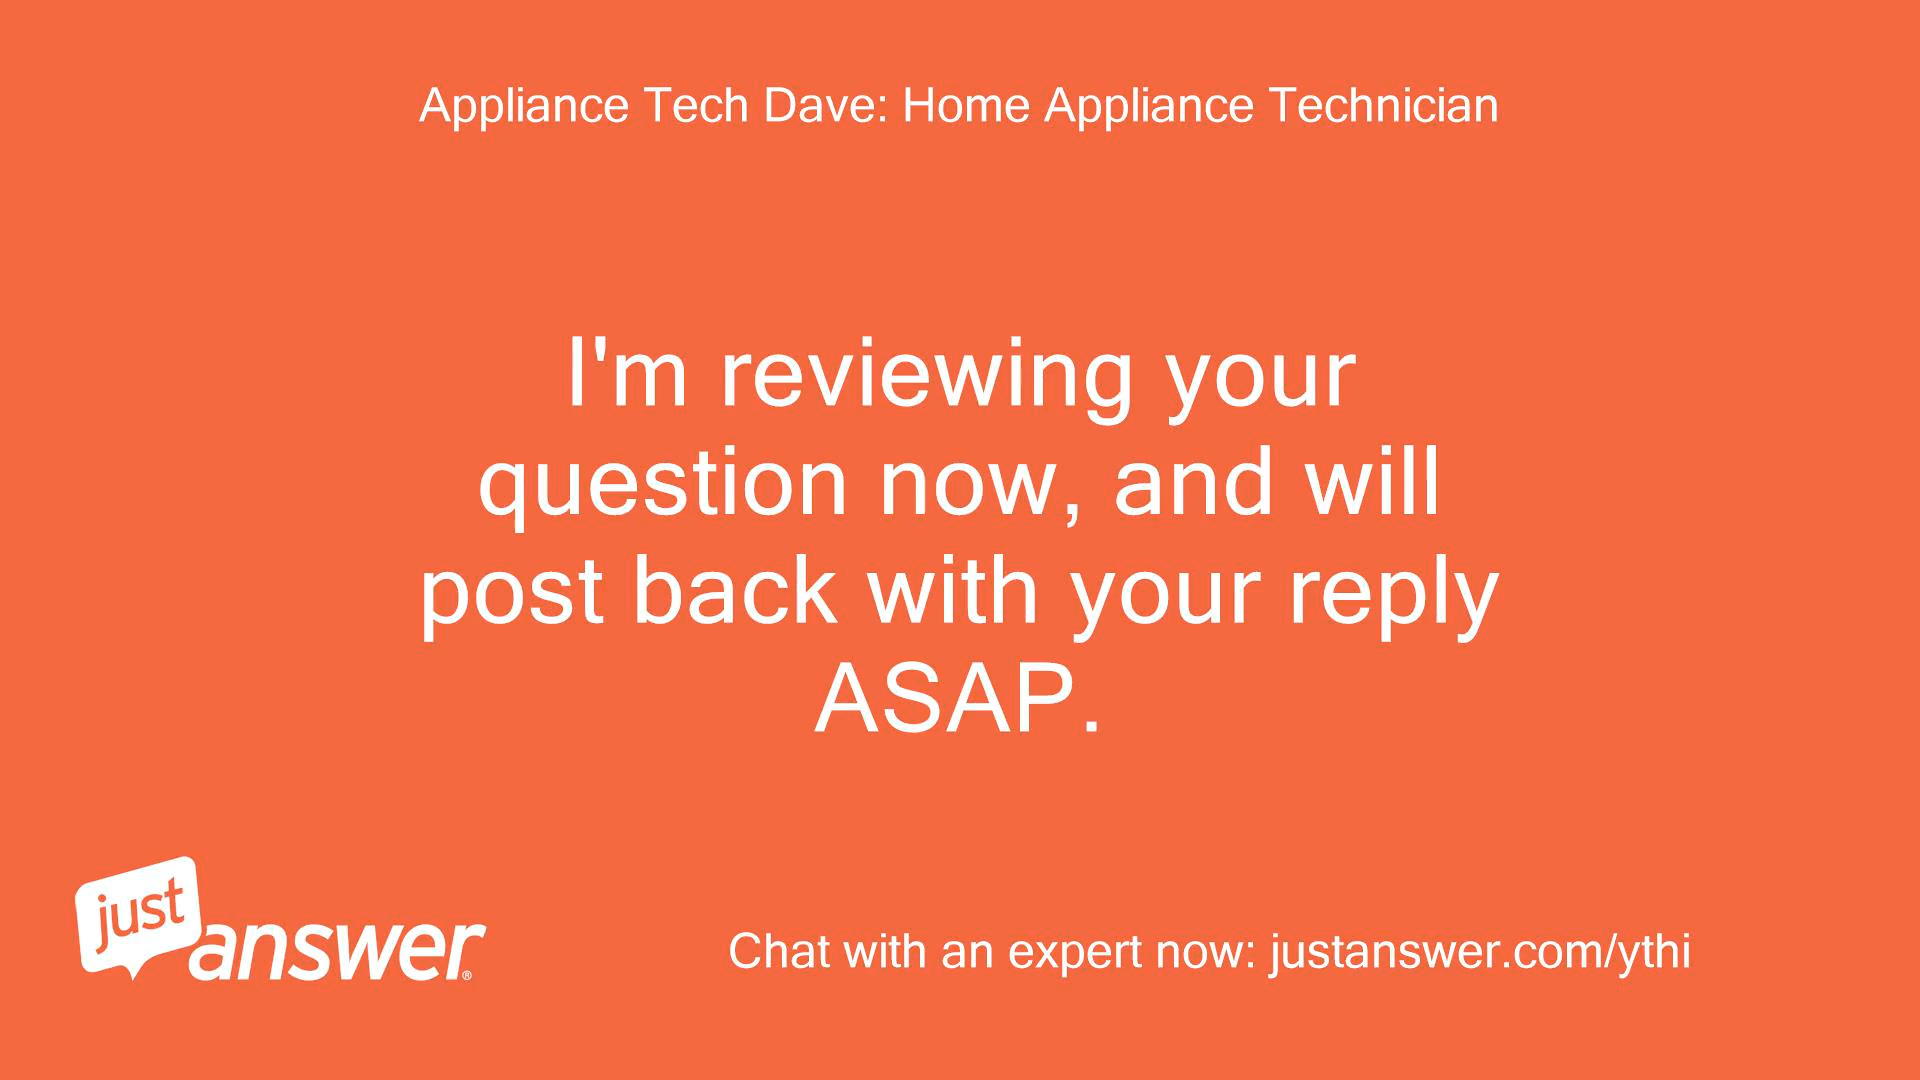 Appliance Tech Dave: Home Appliance Technician
I'm reviewing your
question now, and will
post back with your reply
ASAP.
just
answer®
Chat with an expert now: justanswer.com/ythi